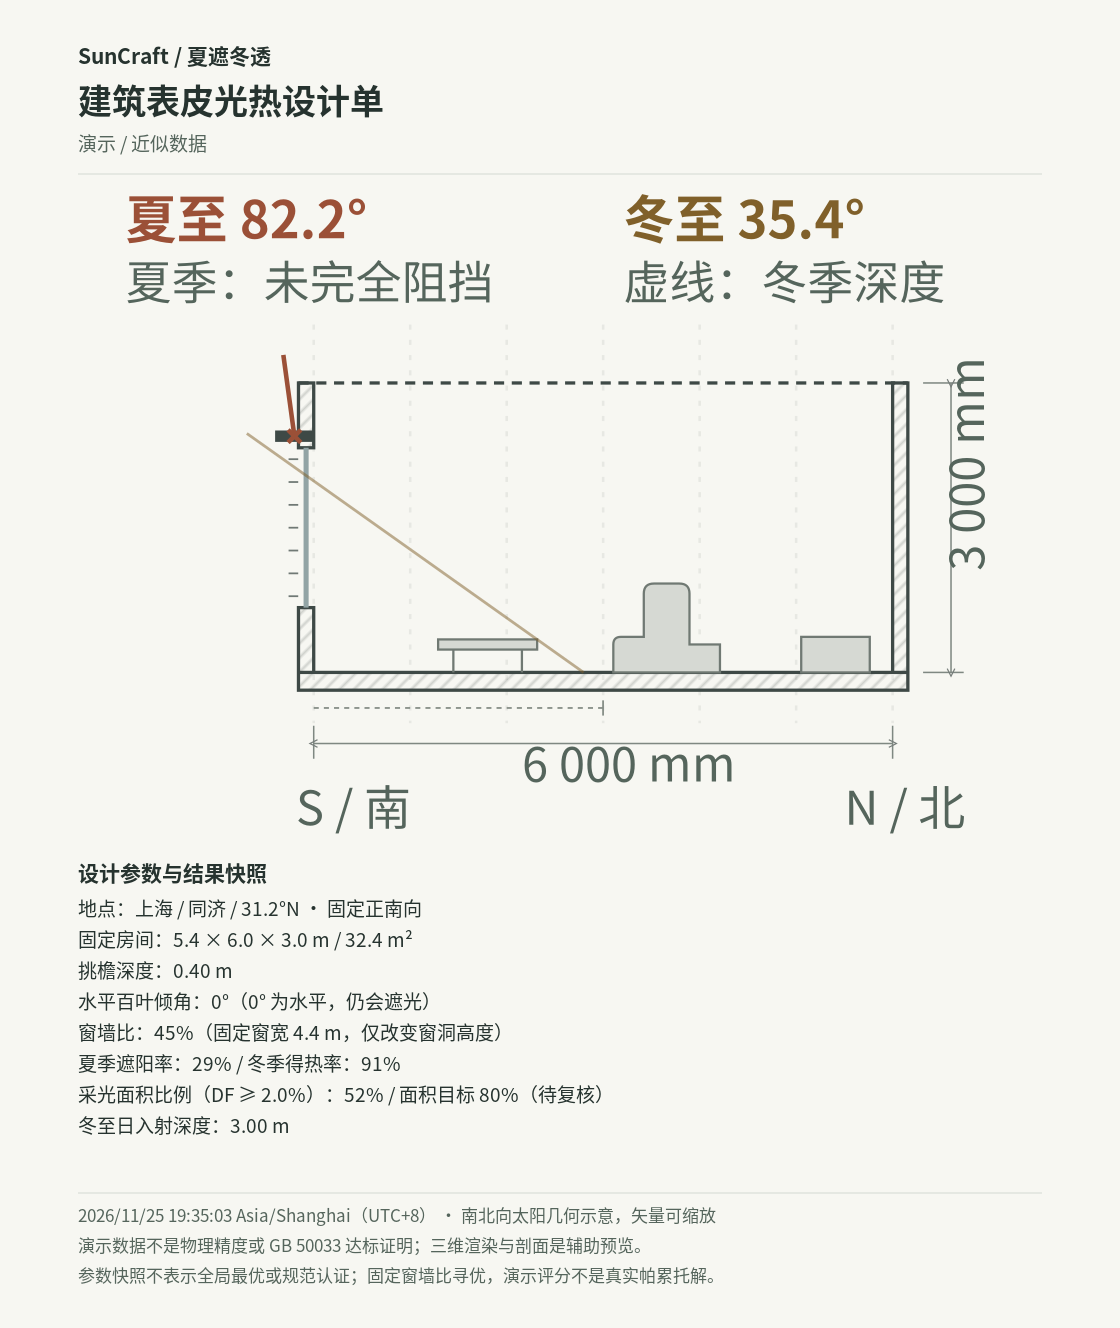 SunCraft / 夏遮冬透
建筑表皮光热设计单
演示 / 近似数据
夏至 82.2°
冬至 35.4°
夏季：未完全阻挡
虚线：冬季深度
3 000 mm
6 000 mm
S / 南
N / 北
设计参数与结果快照
地点：上海 / 同济 / 31.2°N · 固定正南向
固定房间：5.4 × 6.0 × 3.0 m / 32.4 m²
挑檐深度：0.40 m
水平百叶倾角：0°（0° 为水平，仍会遮光）
窗墙比：45%（固定窗宽 4.4 m，仅改变窗洞高度）
夏季遮阳率：29% / 冬季得热率：91%
采光面积比例（DF ≥ 2.0%）：52% / 面积目标 80%（待复核）
冬至日入射深度：3.00 m
2026/11/25 19:35:03 Asia/Shanghai（UTC+8） · 南北向太阳几何示意，矢量可缩放
演示数据不是物理精度或 GB 50033 达标证明；三维渲染与剖面是辅助预览。
参数快照不表示全局最优或规范认证；固定窗墙比寻优，演示评分不是真实帕累托解。